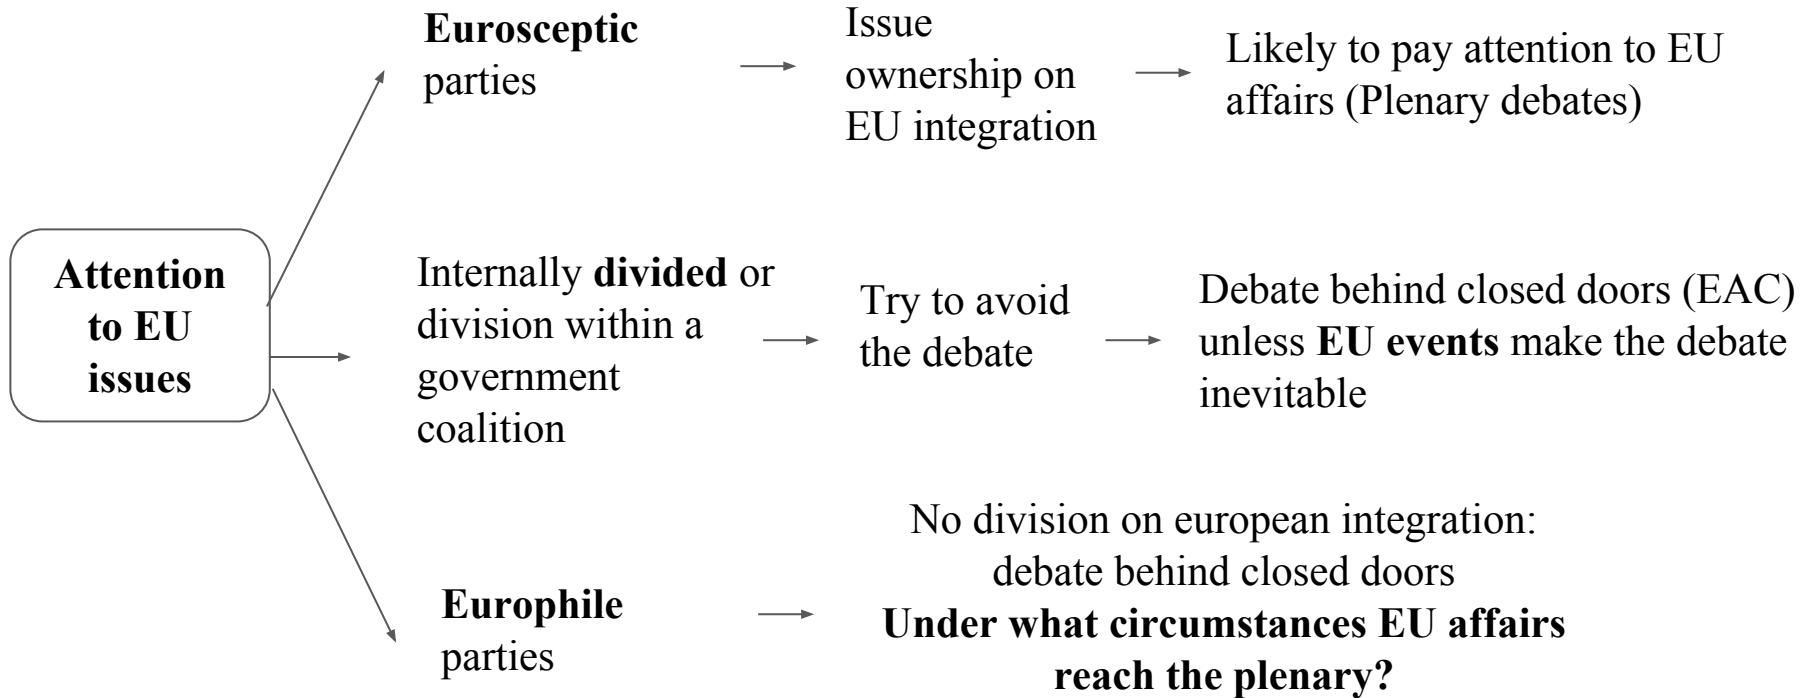 Eurosceptic
parties
Issue
ownership on
EU integration
Likely to pay attention to EU
affairs (Plenary debates)
Attention
to EU
issues
Internally divided or
division within a
government
coalition
Try to avoid
the debate
Debate behind closed doors (EAC)
unless EU events make the debate
inevitable
Europhile
parties
No division on european integration:
debate behind closed doors
Under what circumstances EU affairs
reach the plenary?